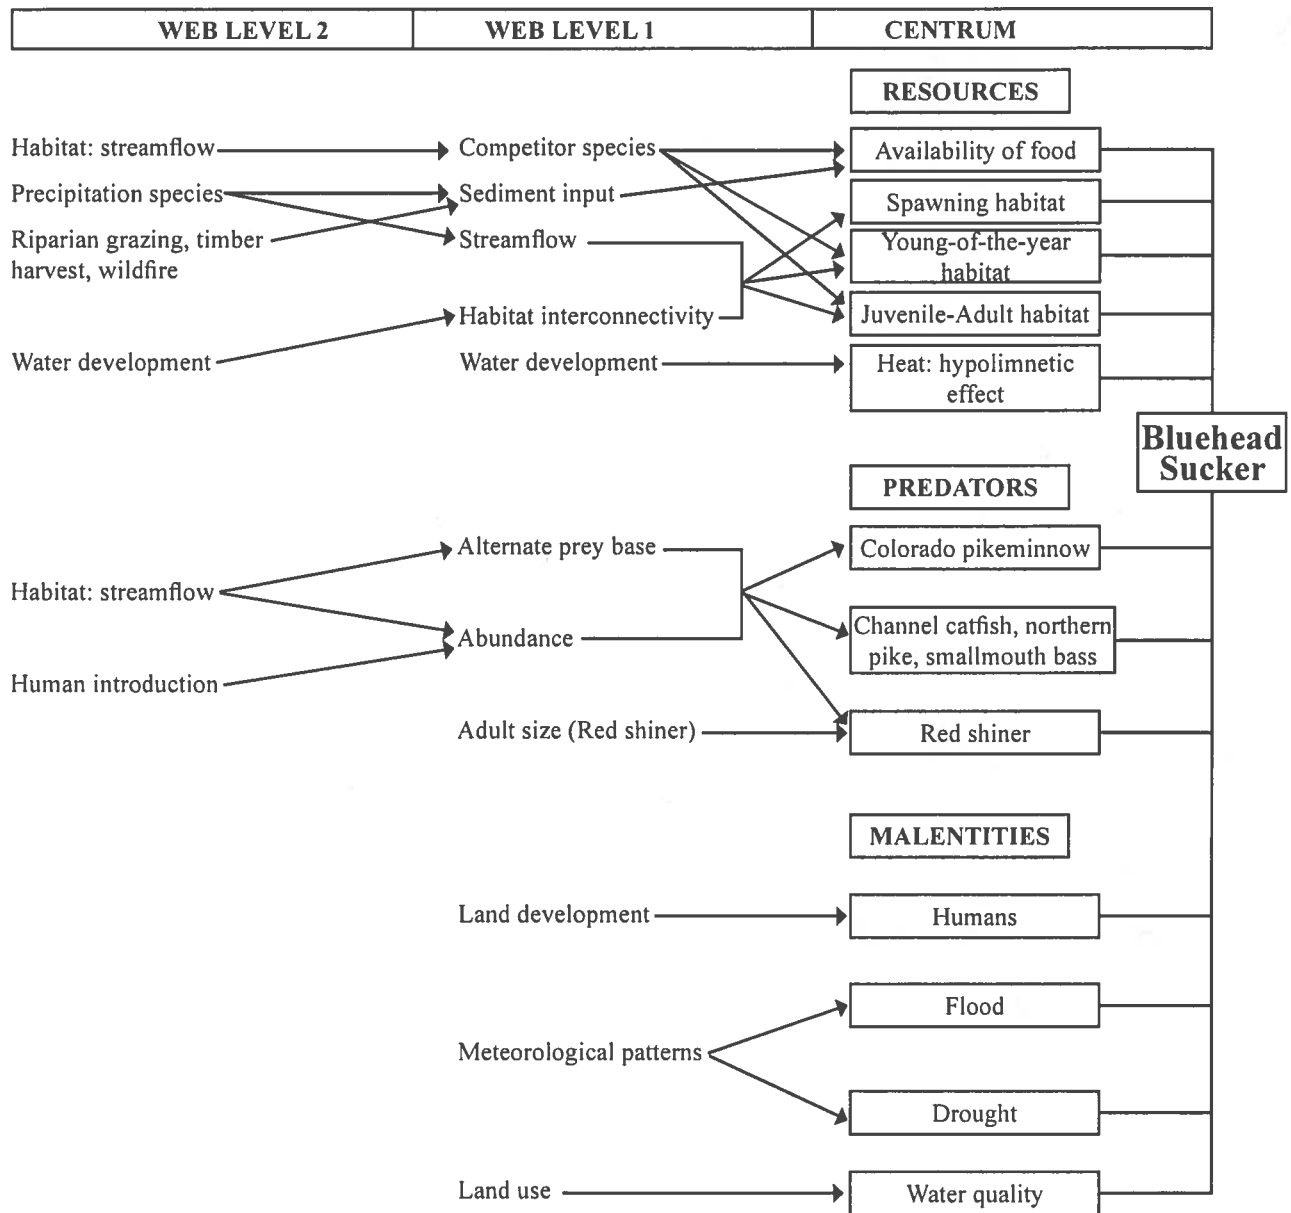 WEB LEVEL 2 WEB LEVEL 1 CENTRUM
RESOURCES
Habitat: streamflow Competitor species Availability of food
Precipitation species Sediment input Spawning habitat
Riparian grazing, timber
harvest, wildfire
Streamflow
Young-of-the-year
habitat
Habitat interconnectivity Juvenile-Adult habitat
Water development Water development Heat: hypolimnetic
effect
Bluehead
Sucker
PREDATORS
Alternate prey base Colorado pikeminnow
Habitat: streamflow
Abundance
Channel catfish, northern
pike, smallmouth bass
Human introduction
Adult size (Red shiner) Red shiner
MALENTITIES
Land development Humans
Flood
Meteorological patterns
Drought
Land use Water quality